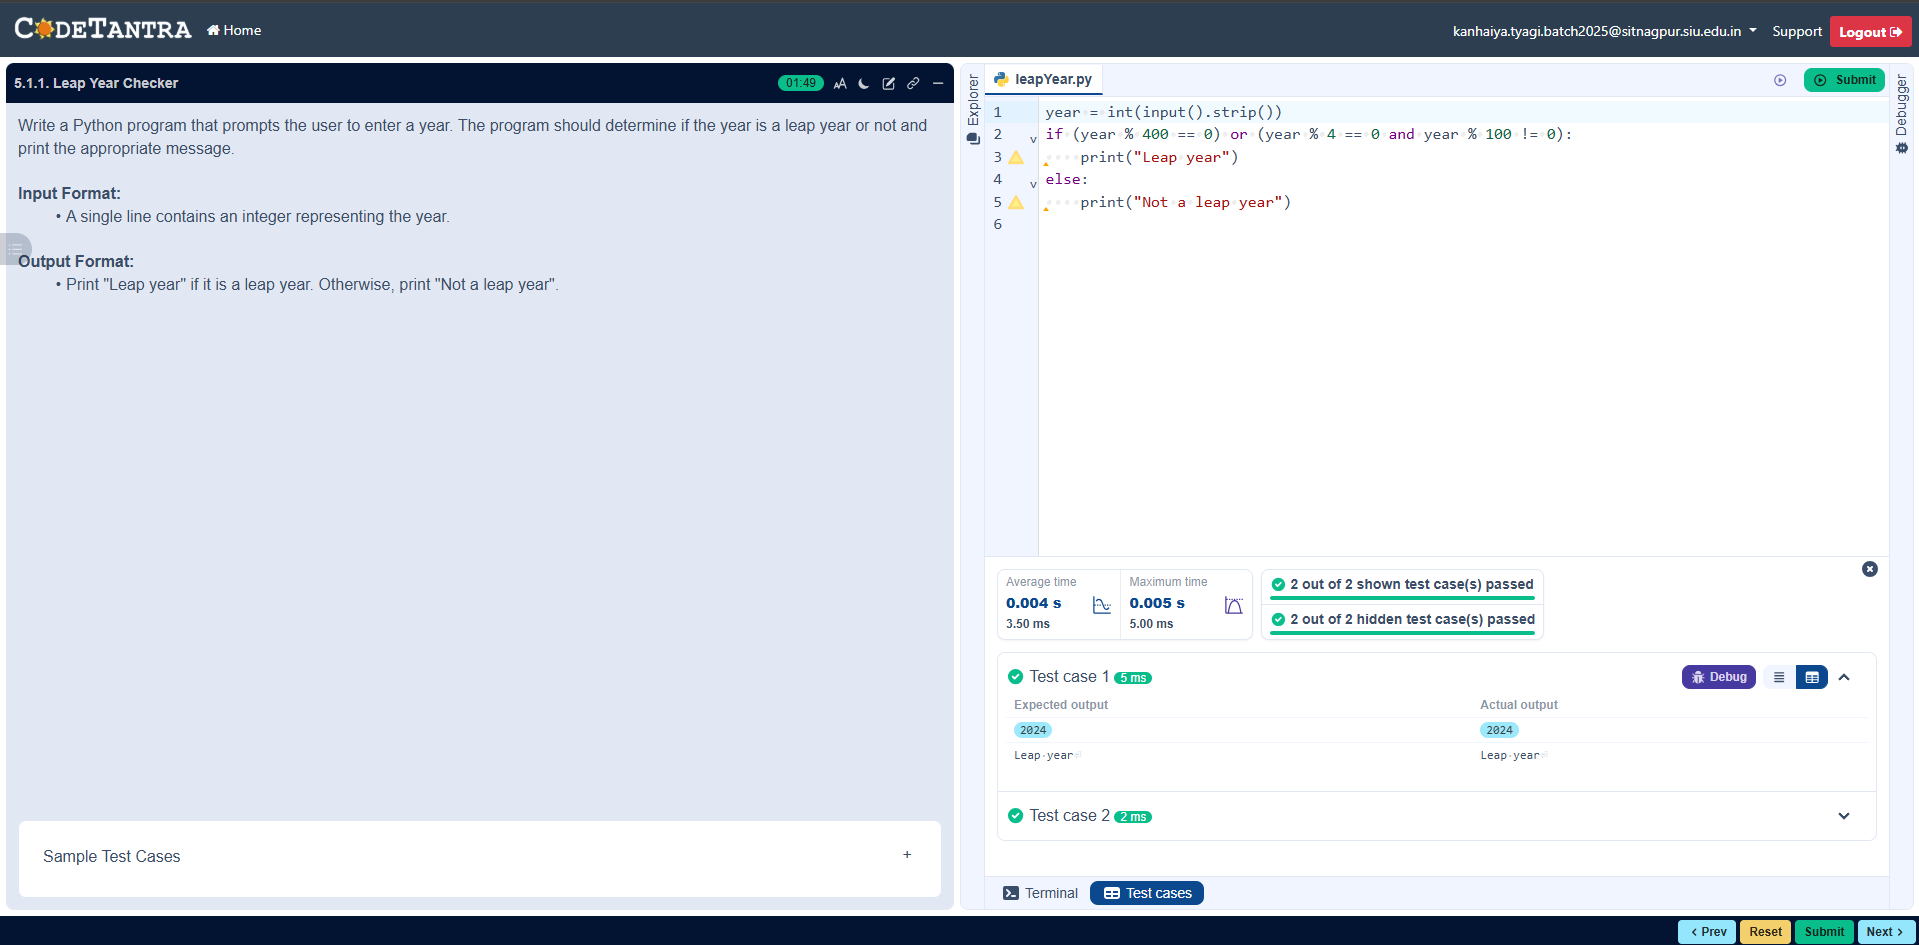 CODETANTRA Home kanhaiya.tyagi.batch2025@sitnagpur.siu.edu.in Support Logout
5.1.1. Leap Year Checker 01:49 AA
Write a Python program that prompts the user to enter a year. The program should determine if the year is a leap year or not and
print the appropriate message.
Input Format:
• A single line contains an integer representing the year.
Output Format:
• Print "Leap year" if it is a leap year. Otherwise, print "Not a leap year".
Sample Test Cases +
Explorer
leapYear.py Submit
Debugger
1 year = int(input().strip())
2 if (year % 400 == 0) or (year % 4 == 0 and year % 100 != 0):
3 print("Leap year")
4 else:
5 print("Not a leap year")
6
Average time
0.004 s
3.50 ms
Maximum time
0.005 s
5.00 ms
2 out of 2 shown test case(s) passed
2 out of 2 hidden test case(s) passed
Test case 1 5 ms Debug
Expected output Actual output
2024 2024
Leap·year Leap·year
Test case 2 2 ms
Terminal Test cases
< Prev Reset Submit Next >